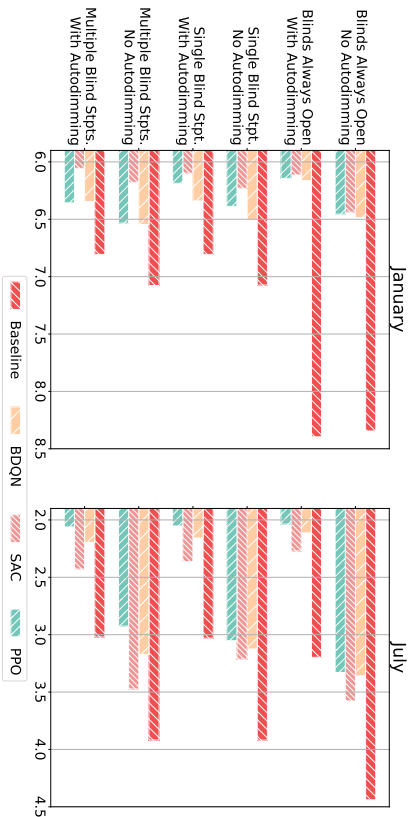 January
Blinds Always Open
No Autodimming
Blinds Always Open
With Autodimming
Single Blind Stpt.
No Autodimming
Single Blind Stpt.
With Autodimming
Multiple Blind Stpts.
No Autodimming
Multiple Blind Stpts.
With Autodimming
6.0 6.5 7.0 7.5 8.0 8.5
July
2.0 2.5 3.0 3.5 4.0 4.5
Baseline BDQN SAC PPO